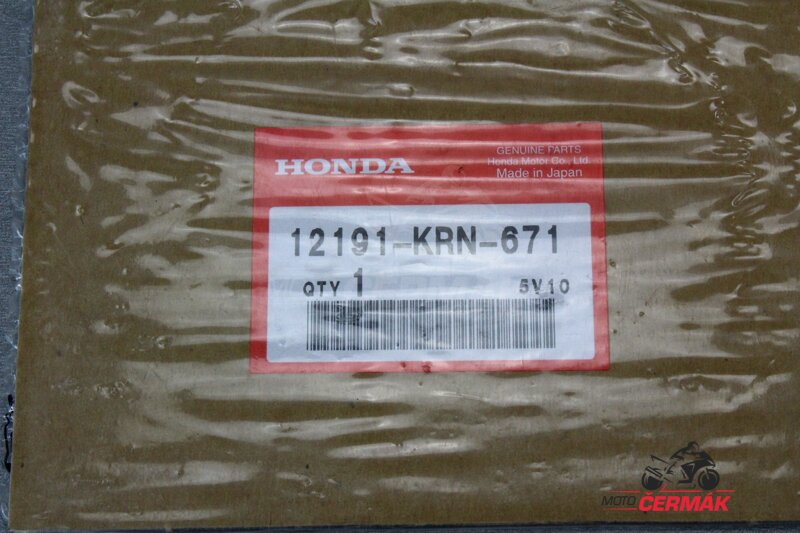 HONDA
GENUINE PARTS
Honda Motor Co., Ltd.
Made in Japan
12191-KRN-671
QTY 1 5V10
MOTO ČERMÁK